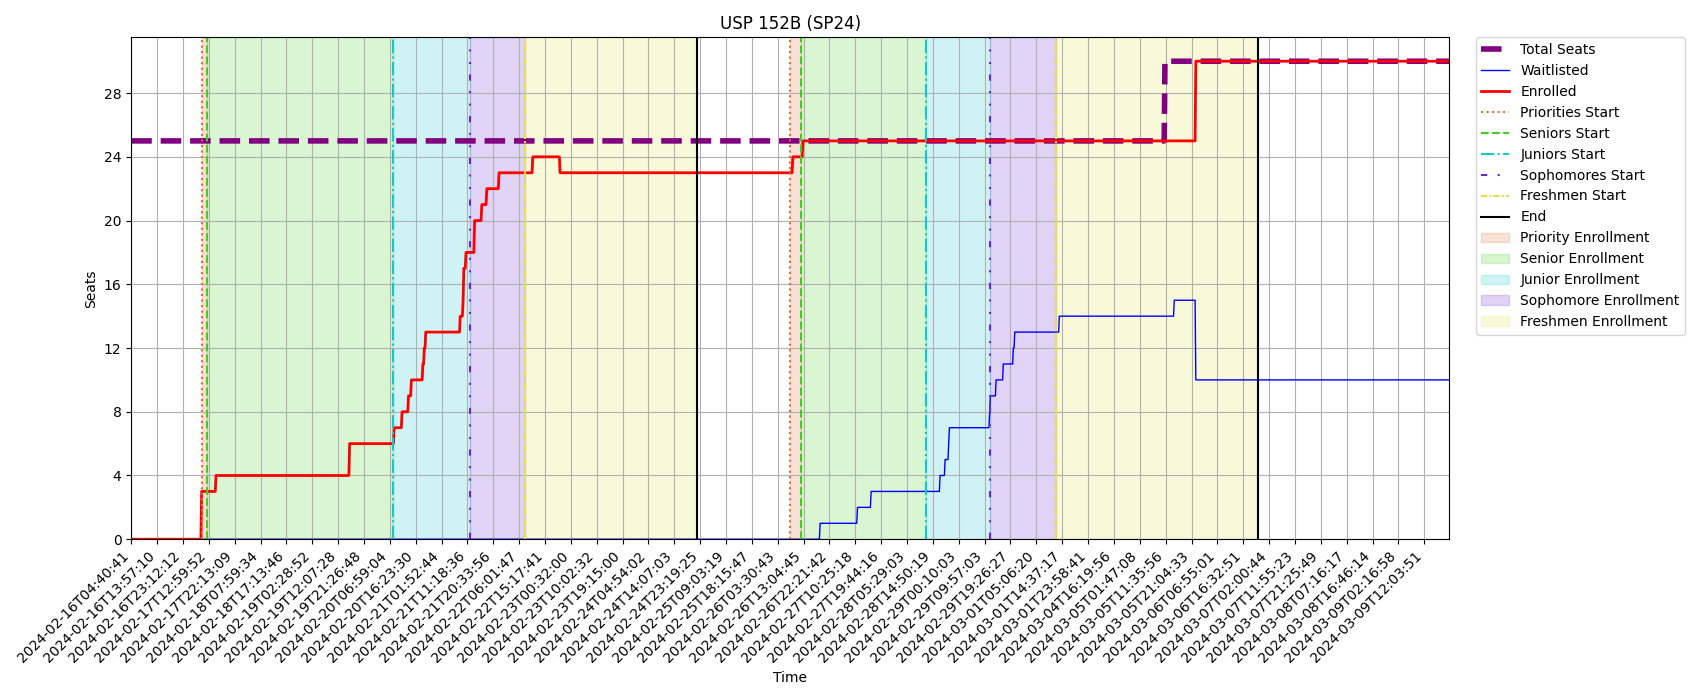 USP 152B (SP24)
Seats
28
24
20
16
12
8
4
0
2024-02-16T04:40:41
2024-02-16T13:57:10
2024-02-16T23:12:12
2024-02-17T12:59:52
2024-02-17T22:13:09
2024-02-18T07:59:34
2024-02-18T17:13:46
2024-02-19T02:28:52
2024-02-19T12:07:28
2024-02-19T21:26:48
2024-02-20T06:59:04
2024-02-20T16:23:30
2024-02-21T01:52:44
2024-02-21T11:18:36
2024-02-21T20:33:56
2024-02-22T06:01:47
2024-02-22T15:17:41
2024-02-23T00:32:00
2024-02-23T10:02:32
2024-02-23T19:15:00
2024-02-24T04:54:02
2024-02-24T14:07:03
2024-02-24T23:19:25
2024-02-25T09:03:19
2024-02-25T18:15:47
2024-02-26T03:30:43
2024-02-26T13:04:45
2024-02-26T22:21:42
2024-02-27T10:25:18
2024-02-27T19:44:16
2024-02-28T05:29:03
2024-02-28T14:50:19
2024-02-29T00:10:03
2024-02-29T09:57:03
2024-02-29T19:26:27
2024-03-01T05:06:20
2024-03-01T14:37:17
2024-03-01T23:58:41
2024-03-04T16:19:56
2024-03-05T01:47:08
2024-03-05T11:35:56
2024-03-05T21:04:33
2024-03-06T06:55:01
2024-03-06T16:32:51
2024-03-07T02:00:44
2024-03-07T11:55:23
2024-03-07T21:25:49
2024-03-08T07:16:17
2024-03-08T16:46:14
2024-03-09T02:16:58
2024-03-09T12:03:51
Time
Total Seats
Waitlisted
Enrolled
Priorities Start
Seniors Start
Juniors Start
Sophomores Start
Freshmen Start
End
Priority Enrollment
Senior Enrollment
Junior Enrollment
Sophomore Enrollment
Freshmen Enrollment